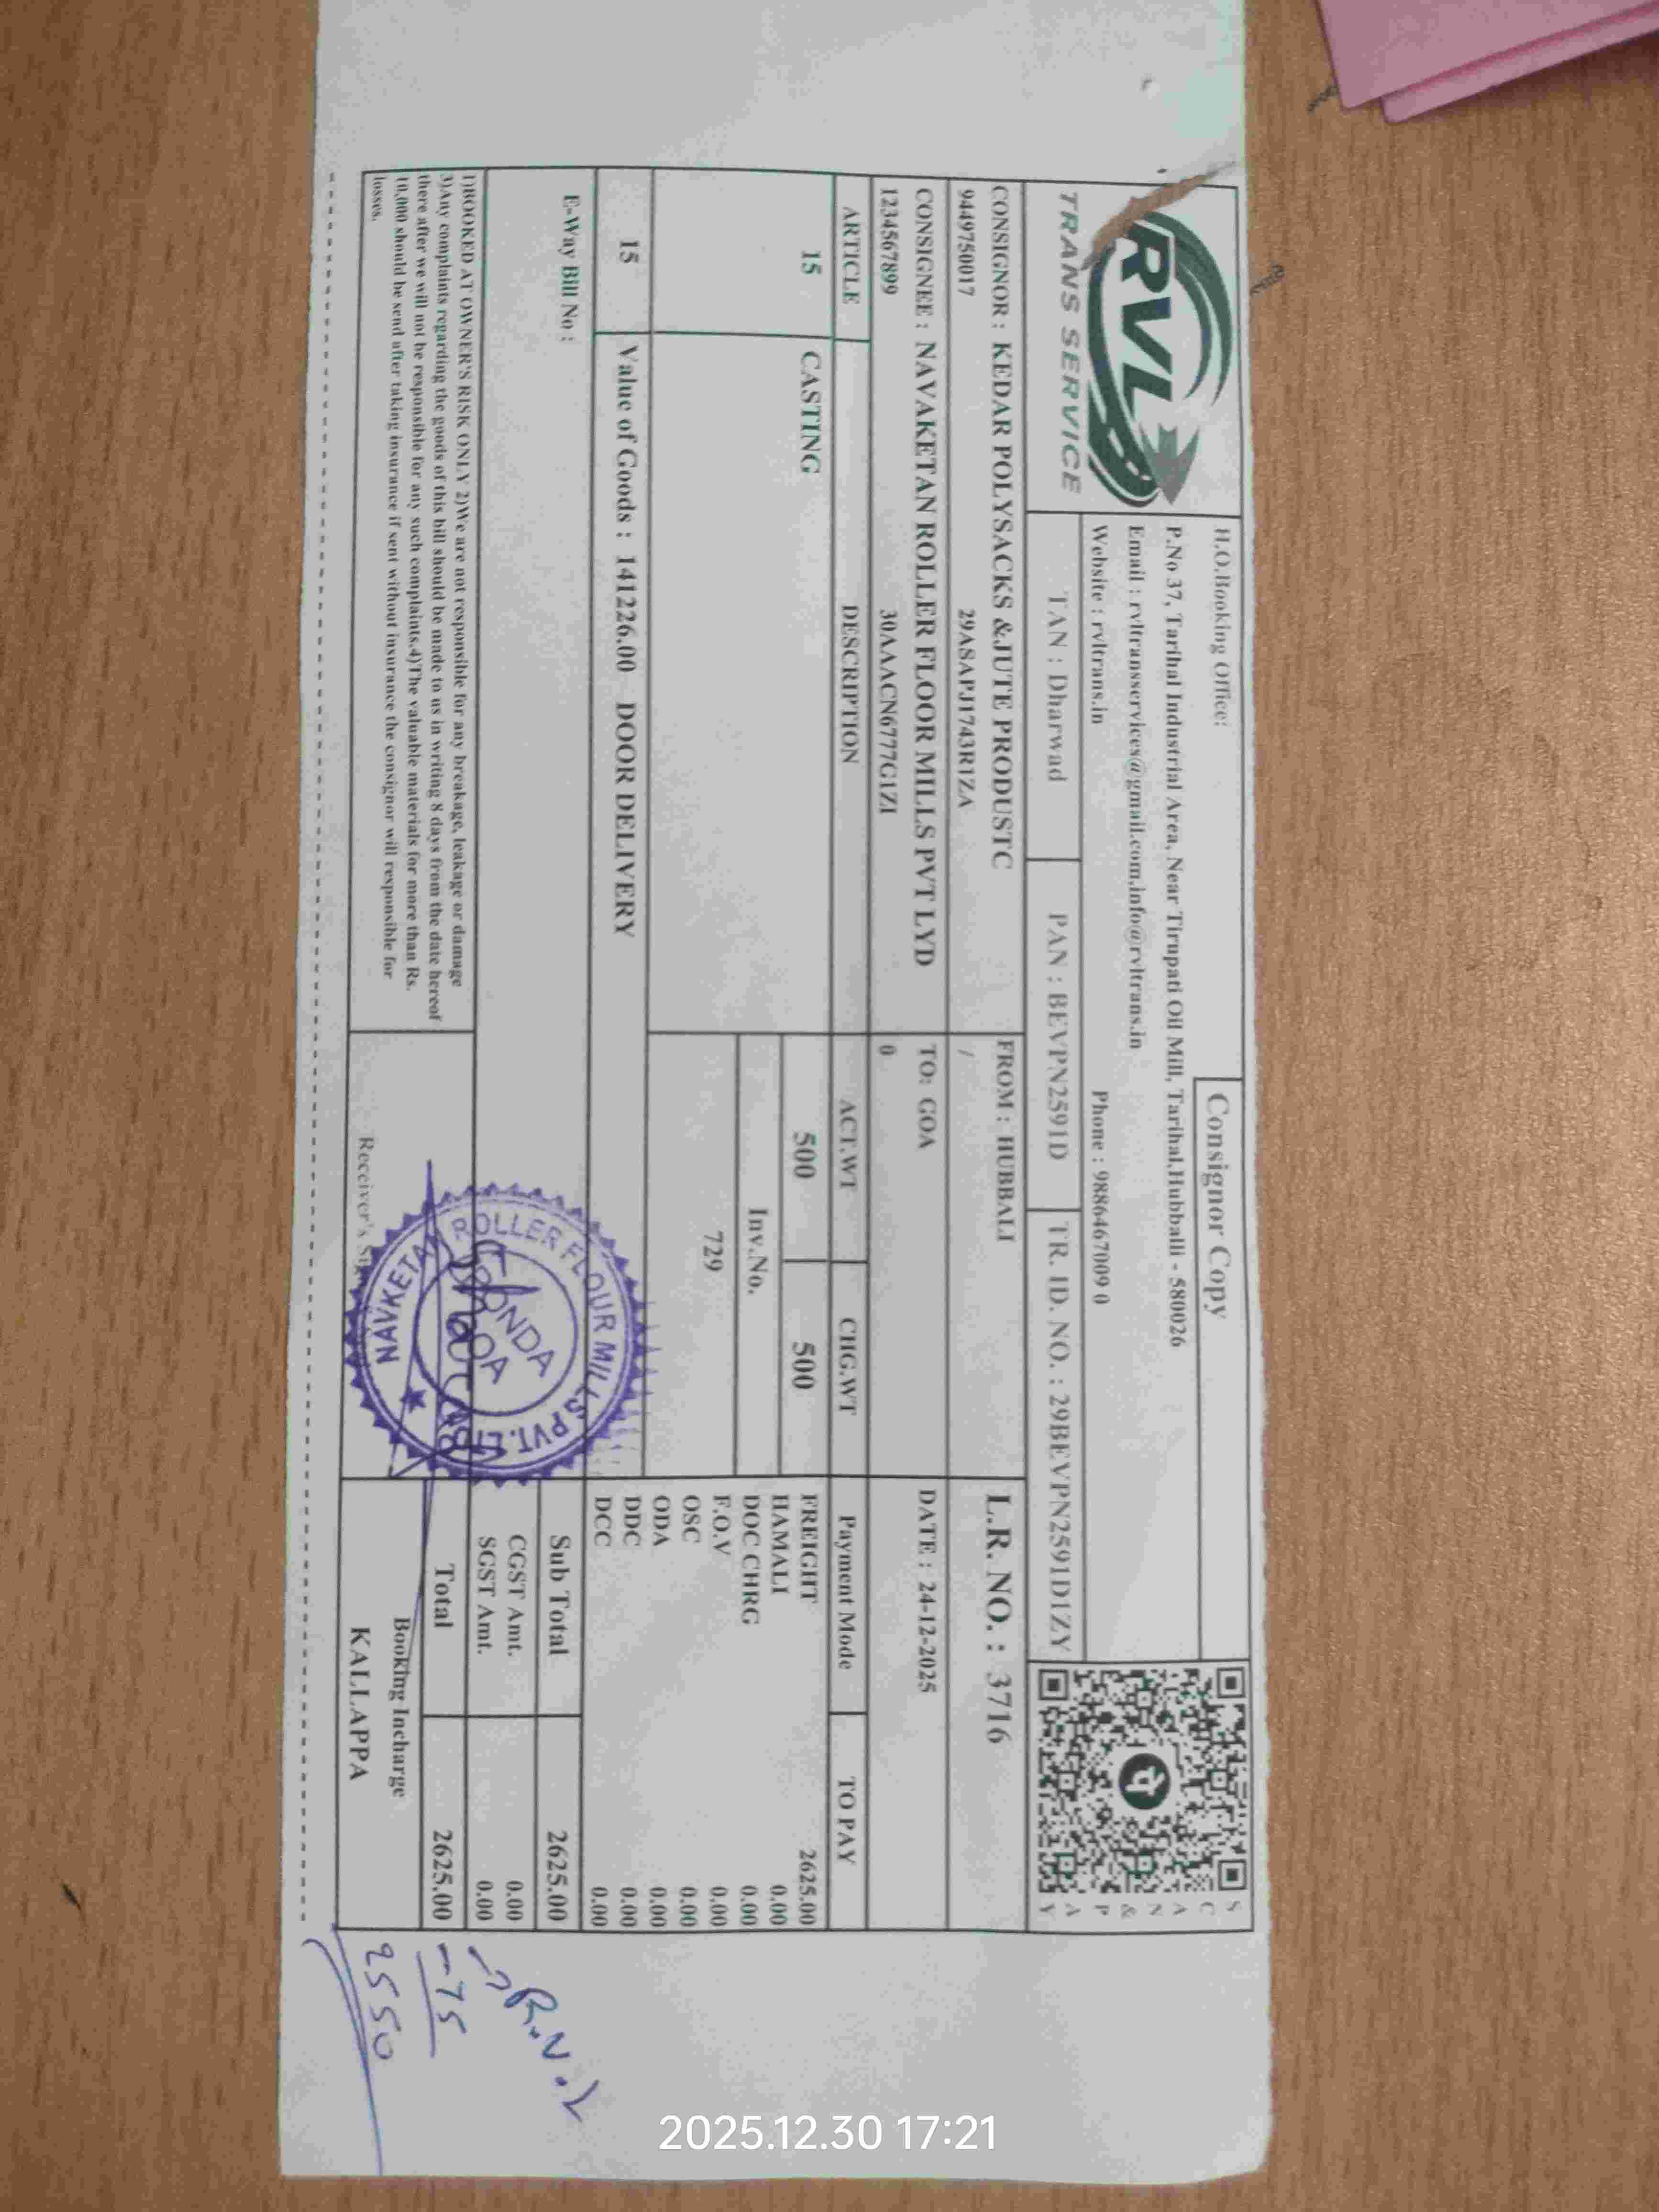 RVL
TRANS SERVICE
H.O.Booking Office:
Consignor Copy
P.No 37, Tarihal Industrial Area, Near Tirupati Oil Mill, Tarihal,Hubballi - 580026
Email : rvltransservices@gmail.com,info@rvltrans.in
Website : rvltrans.in Phone : 9886467009 0
SCAN & PAY
TAN : Dharwad PAN : BEVPN2591D TR. ID. NO. : 29BEVPN2591D1ZY
CONSIGNOR : KEDAR POLYSACKS &JUTE PRODUSTC FROM : HUBBALI L.R. NO. : 3716
9449750017 29ASAPJ1743R1ZA /
CONSIGNEE : NAVAKETAN ROLLER FLOOR MILLS PVT LYD TO: GOA DATE : 24-12-2025
1234567899 30AAACN6777G1ZI 0
ARTICLE DESCRIPTION ACT.WT CHG.WT Payment Mode TO PAY
15 CASTING 500 500 FREIGHT 2625.00
HAMALI 0.00
Inv.No. DOC CHRG 0.00
729 F.O.V 0.00
OSC 0.00
ODA 0.00
15 Value of Goods : 141226.00 DOOR DELIVERY DDC 0.00
DCC 0.00
E-Way Bill No :
Sub Total 2625.00
CGST Amt. 0.00
SGST Amt. 0.00
Total 2625.00
1)BOOKED AT OWNER'S RISK ONLY 2)We are not responsible for any breakage, leakage or damage
3)Any complaints regarding the goods of this bill should be made to us in writing 8 days from the date hereof
there after we will not be responsible for any such complaints.4)The valuable materials for more than Rs.
10,000 should be send after taking insurance if sent without insurance the consignor will responsible for
losses.
Receiver's
Booking Incharge
KALLAPPA
NAVKETAN ROLLER FLOUR MILLS PVT. LTD.
PONDA
GOA
-75
2550
2025.12.30 17:21